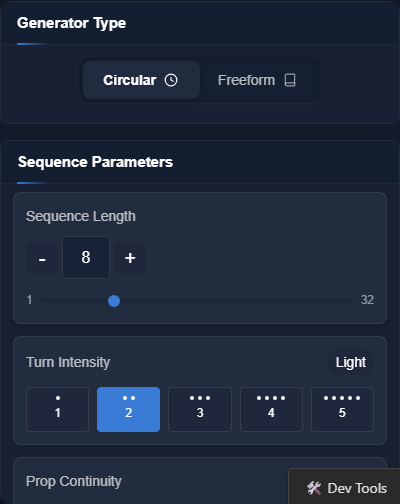 Generator Type
Circular Freeform
Sequence Parameters
Sequence Length
- 8 +
1 32
Turn Intensity Light
1 2 3 4 5
Prop Continuity
🛠 Dev Tools